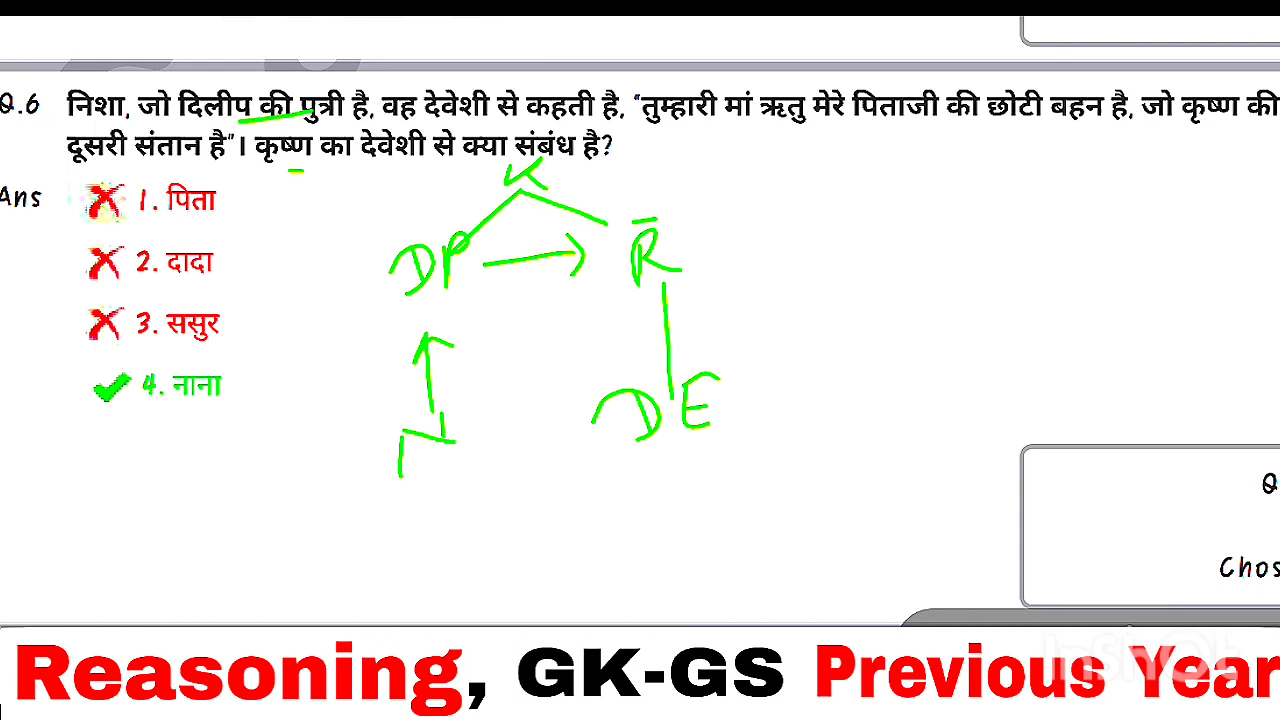 Q.6 निशा, जो दिलीप की पुत्री है, वह देवेशी से कहती है, "तुम्हारी मां ऋतु मेरे पिताजी की छोटी बहन है, जो कृष्ण की
दूसरी संतान है"। कृष्ण का देवेशी से क्या संबंध है?
Ans 1. पिता
2. दादा
3. ससुर
4. नाना
K
DP R
N DE
Q
Chos
InShOt
Reasoning, GK-GS Previous Year